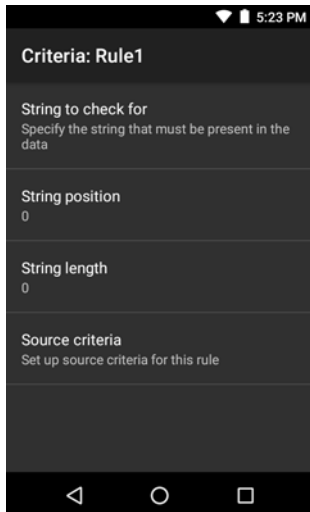 5:23 PM
Criteria: Rule1
String to check for
Specify the string that must be present in the
data
String position
0
String length
0
Source criteria
Set up source criteria for this rule